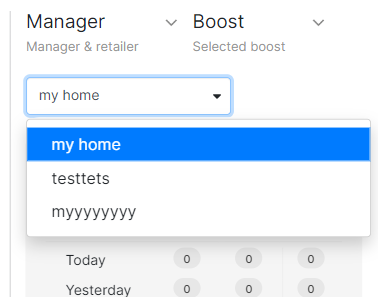 Manager Boost
Manager & retailer Selected boost
my home
my home
testtets
myyyyyyyy
Today 0 0 0
Yesterday 0 0 0